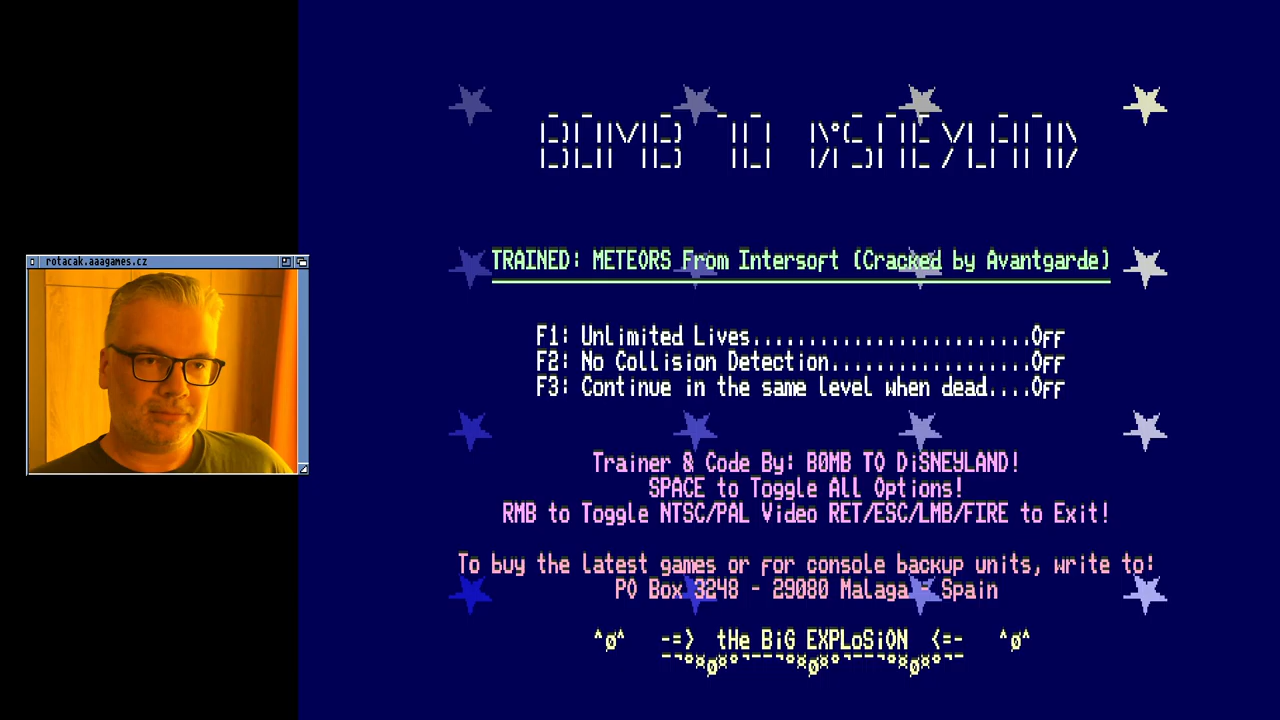 rotacak.aaagames.cz
BOMB TO DiSNEYLAND
TRAINED: METEORS From Intersoft (Cracked by Avantgarde)
F1: Unlimited Lives.........................Off
F2: No Collision Detection..................Off
F3: Continue in the same level when dead....Off
Trainer & Code By: BOMB TO DiSNEYLAND!
SPACE to Toggle All Options!
RMB to Toggle NTSC/PAL Video RET/ESC/LMB/FIRE to Exit!
To buy the latest games or for console backup units, write to:
PO Box 3248 - 29080 Malaga - Spain
^ø^ -=> tHe BiG EXPLoSiON <=- ^ø^